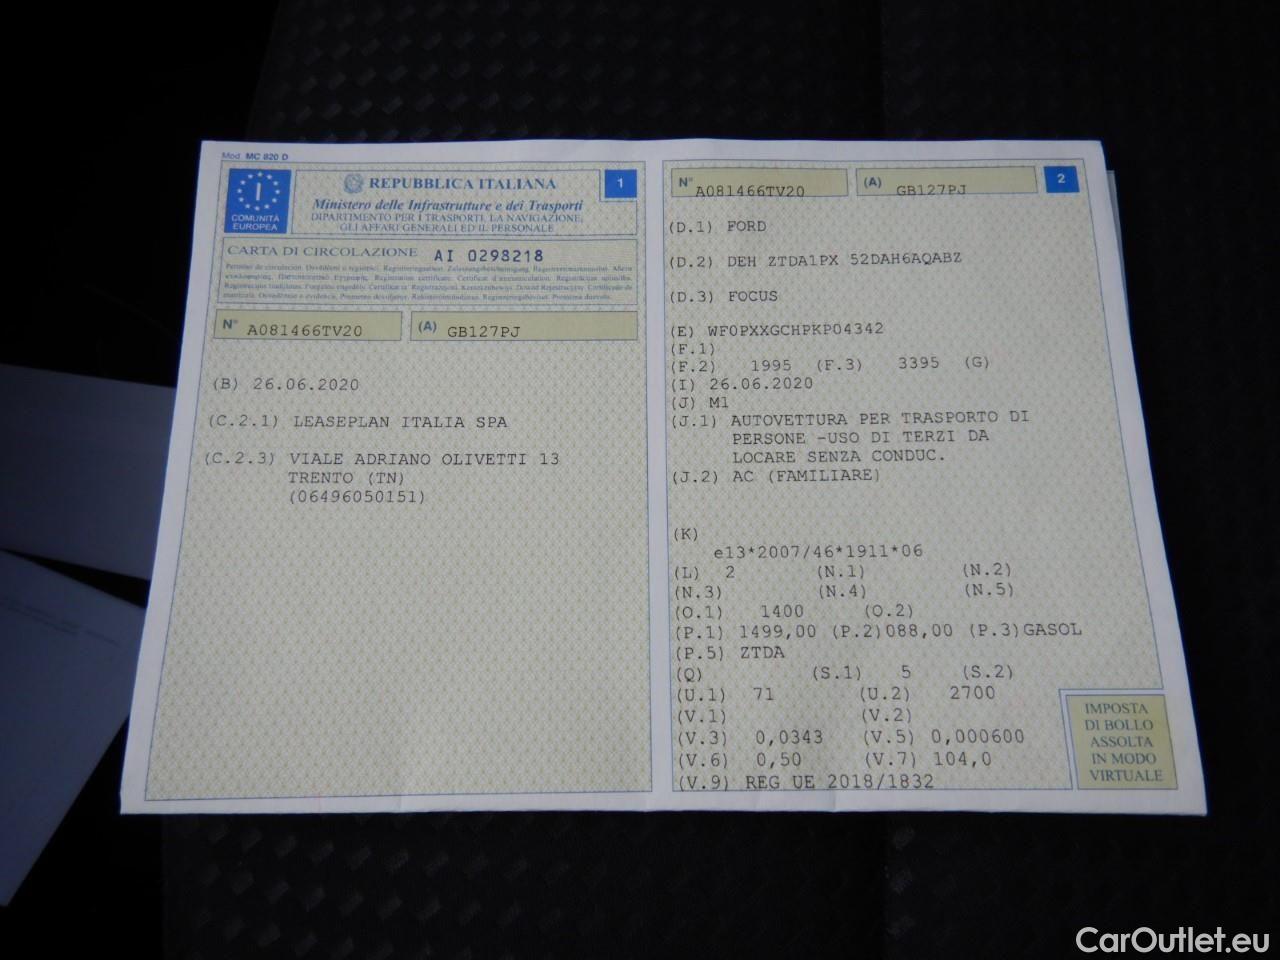 Mod. MC 820 D
I
COMUNITÀ
EUROPEA
REPUBBLICA ITALIANA
Ministero delle Infrastrutture e dei Trasporti
DIPARTIMENTO PER I TRASPORTI, LA NAVIGAZIONE,
GLI AFFARI GENERALI ED IL PERSONALE
1
CARTA DI CIRCOLAZIONE AI 0298218
N° A081466TV20
(A) GB127PJ
(B) 26.06.2020
(C.2.1) LEASEPLAN ITALIA SPA
(C.2.3) VIALE ADRIANO OLIVETTI 13
TRENTO (TN)
(06496050151)
N° A081466TV20
(A) GB127PJ
2
(D.1) FORD
(D.2) DEH ZTDA1PX 52DAH6AQABZ
(D.3) FOCUS
(E) WF0PXXGCHPKP04342
(F.1)
(F.2) 1995 (F.3) 3395 (G)
(I) 26.06.2020
(J) M1
(J.1) AUTOVETTURA PER TRASPORTO DI
PERSONE -USO DI TERZI DA
LOCARE SENZA CONDUC.
(J.2) AC (FAMILIARE)
(K)
e13*2007/46*1911*06
(L) 2 (N.1) (N.2)
(N.3) (N.4) (N.5)
(O.1) 1400 (O.2)
(P.1) 1499,00 (P.2)088,00 (P.3)GASOL
(P.5) ZTDA
(Q) (S.1) 5 (S.2)
(U.1) 71 (U.2) 2700
(V.1) (V.2)
(V.3) 0,0343 (V.5) 0,000600
(V.6) 0,50 (V.7) 104,0
(V.9) REG UE 2018/1832
IMPOSTA
DI BOLLO
ASSOLTA
IN MODO
VIRTUALE
CarOutlet.eu